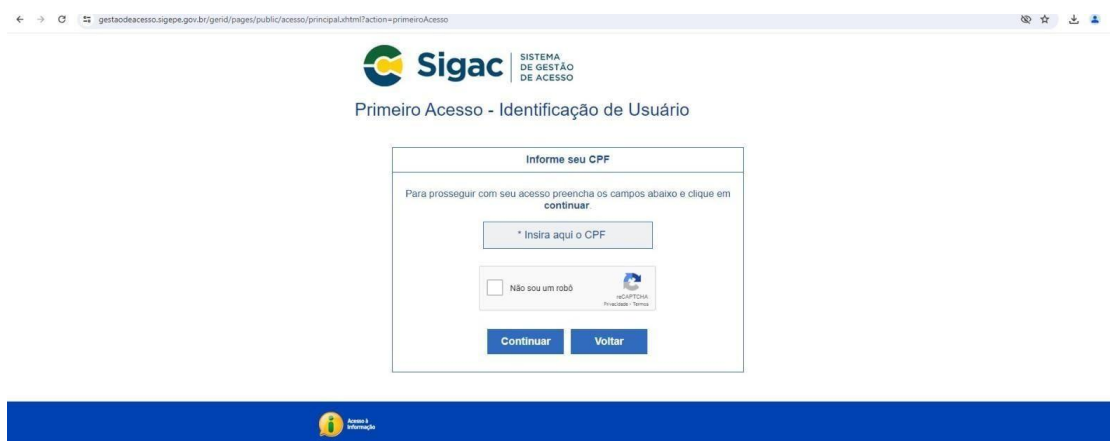 gestaodeacesso.sigepe.gov.br/gerid/pages/public/acesso/principal.xhtml?action=primeiroAcesso
Sigac
SISTEMA
DE GESTÃO
DE ACESSO
Primeiro Acesso - Identificação de Usuário
Informe seu CPF
Para prosseguir com seu acesso preencha os campos abaixo e clique em
continuar.
* Insira aqui o CPF
Não sou um robô
reCAPTCHA
Privacidade - Termos
Continuar
Voltar
Acesso à
Informação